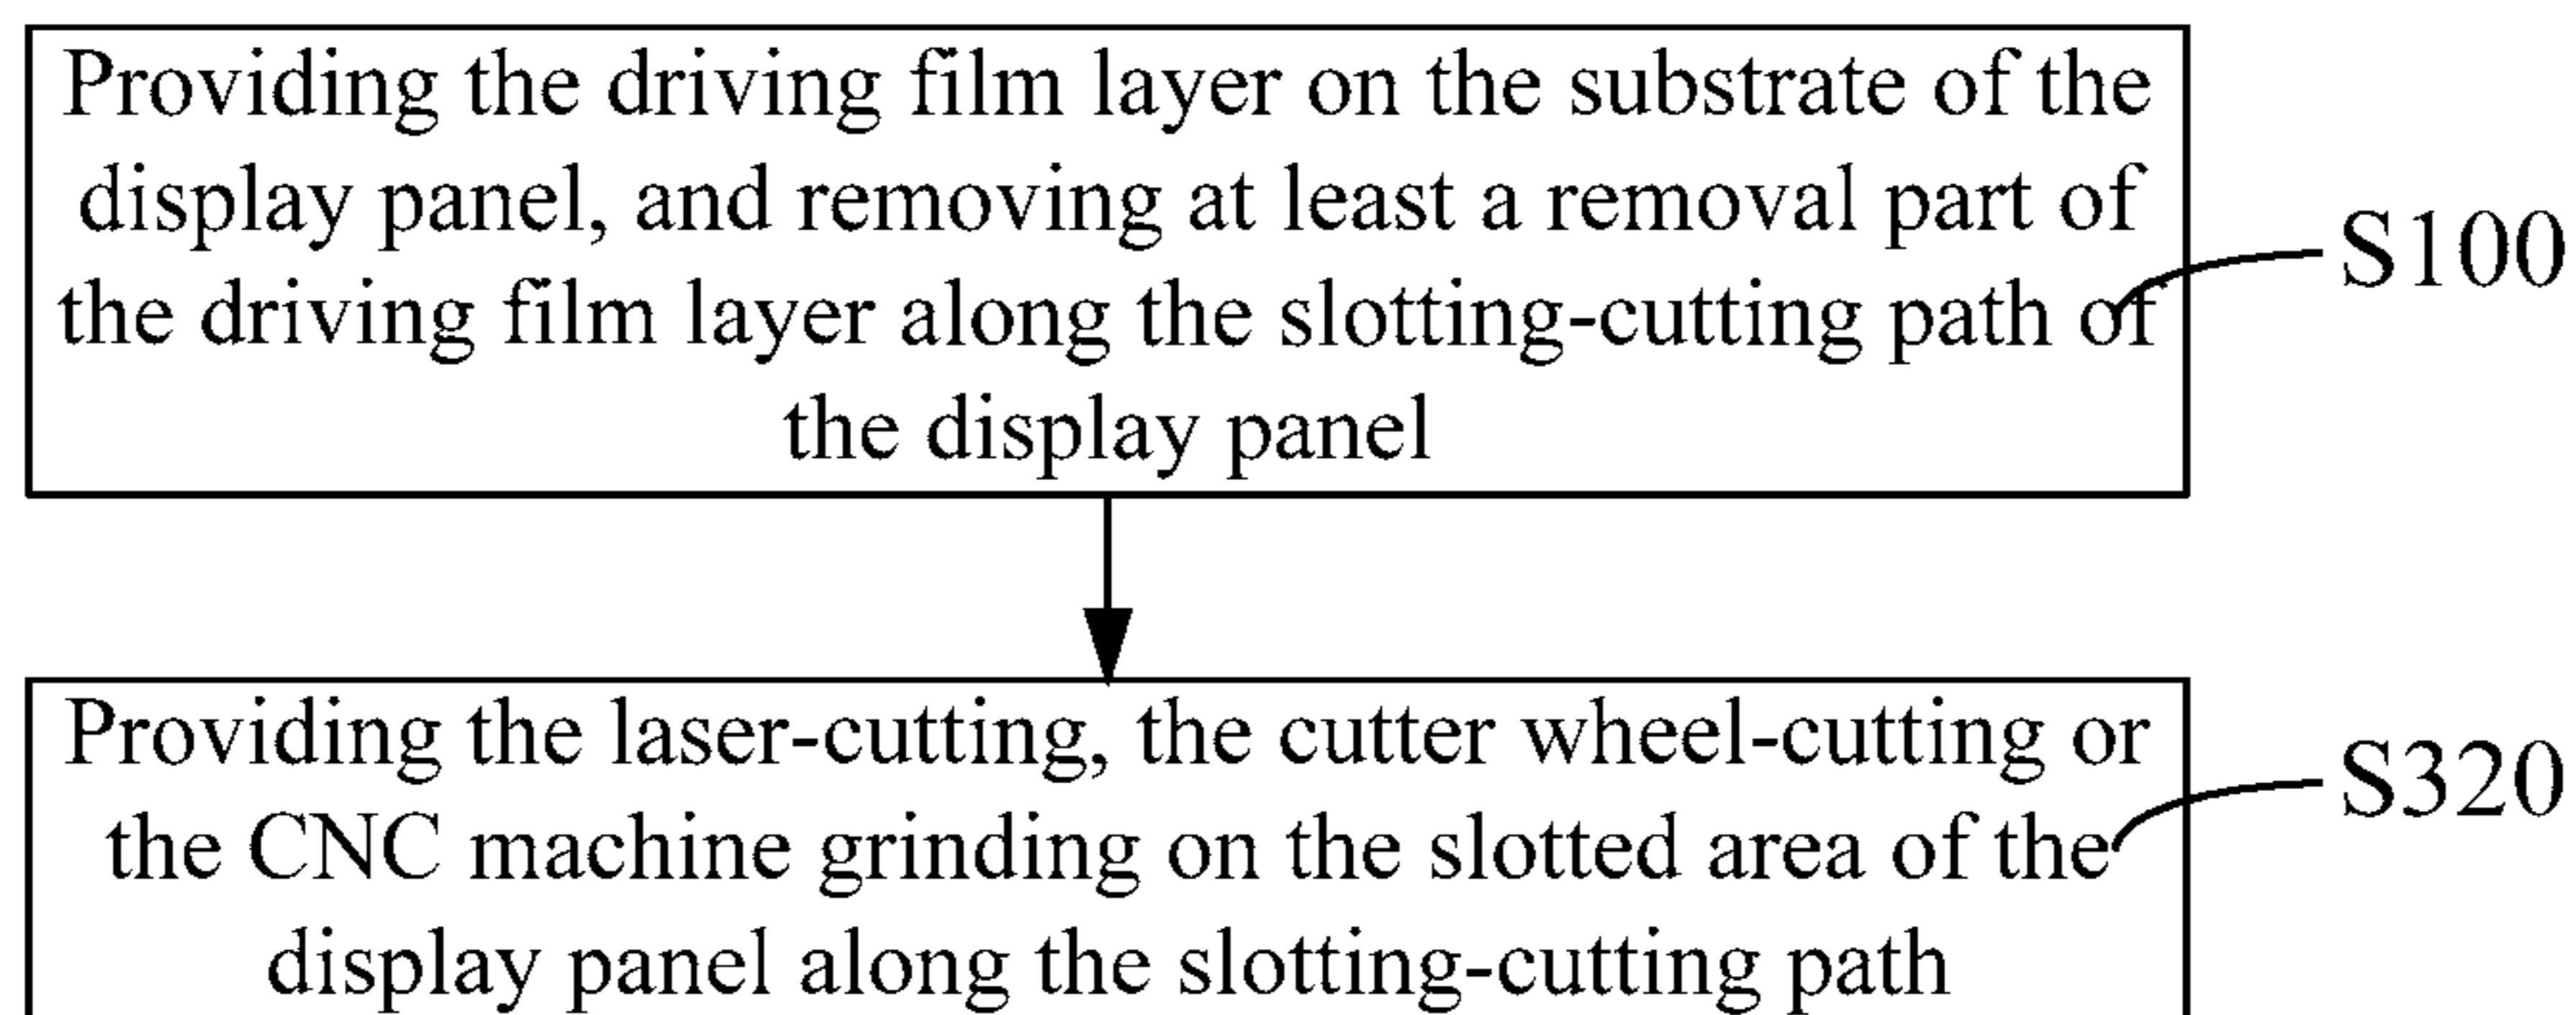 Providing the driving film layer on the substrate of the
display panel, and removing at least a removal part of
the driving film layer along the slotting-cutting path of
the display panel
S100
Providing the laser-cutting, the cutter wheel-cutting or
the CNC machine grinding on the slotted area of the
display panel along the slotting-cutting path
S320